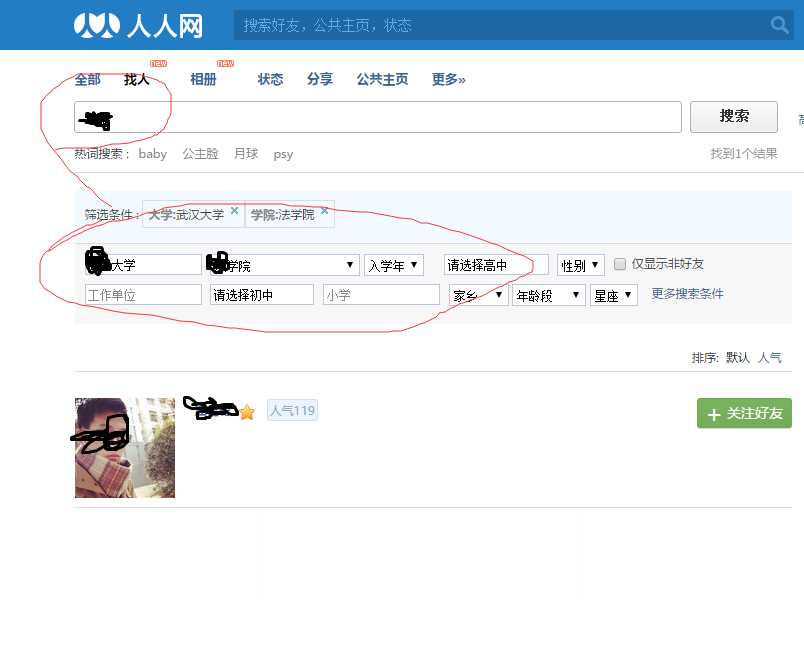 人人网 搜索好友，公共主页，状态
new new
全部 找人 相册 状态 分享 公共主页 更多»
搜索 高
热词搜索： baby 公主脸 月球 psy 找到1个结果
筛选条件： 大学:武汉大学 × 学院:法学院 ×
大学 学院 ▼ 入学年 ▼ 请选择高中 性别 ▼ 仅显示非好友
工作单位 请选择初中 小学 家乡 ▼ 年龄段 ▼ 星座 ▼ 更多搜索条件
排序: 默认 人气
人气119 + 关注好友